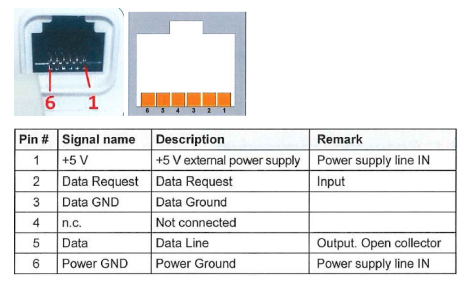 6 1
6 5 4 3 2 1
Pin # Signal name Description Remark
1 +5 V +5 V external power supply Power supply line IN
2 Data Request Data Request Input
3 Data GND Data Ground
4 n.c. Not connected
5 Data Data Line Output. Open collector
6 Power GND Power Ground Power supply line IN